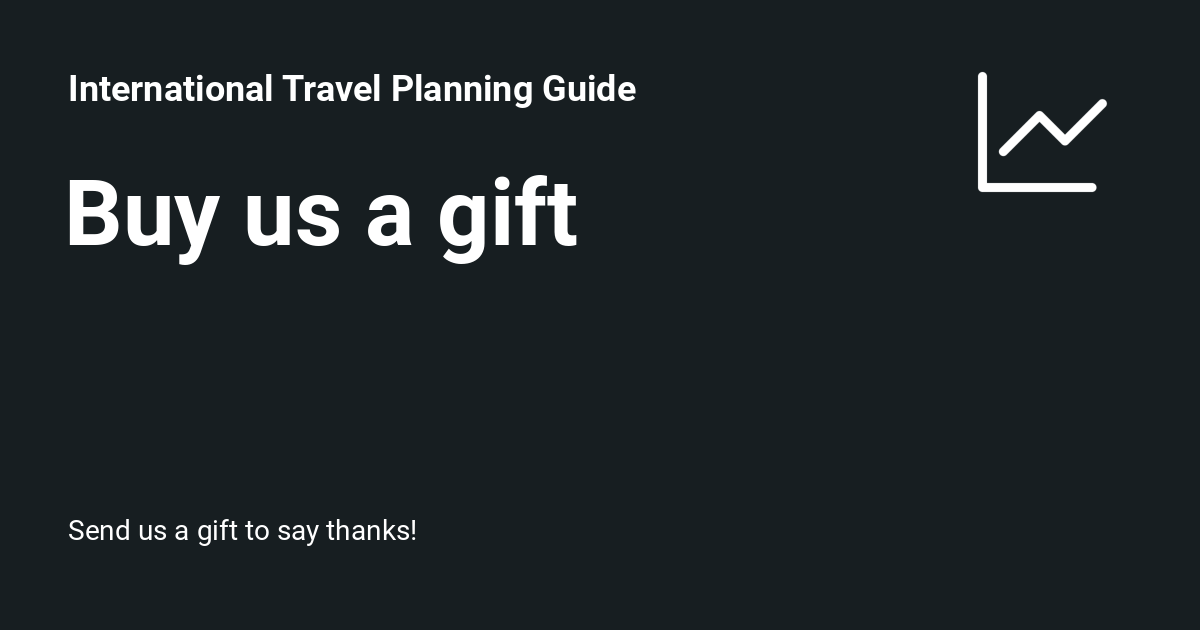 International Travel Planning Guide
Buy us a gift
Send us a gift to say thanks!